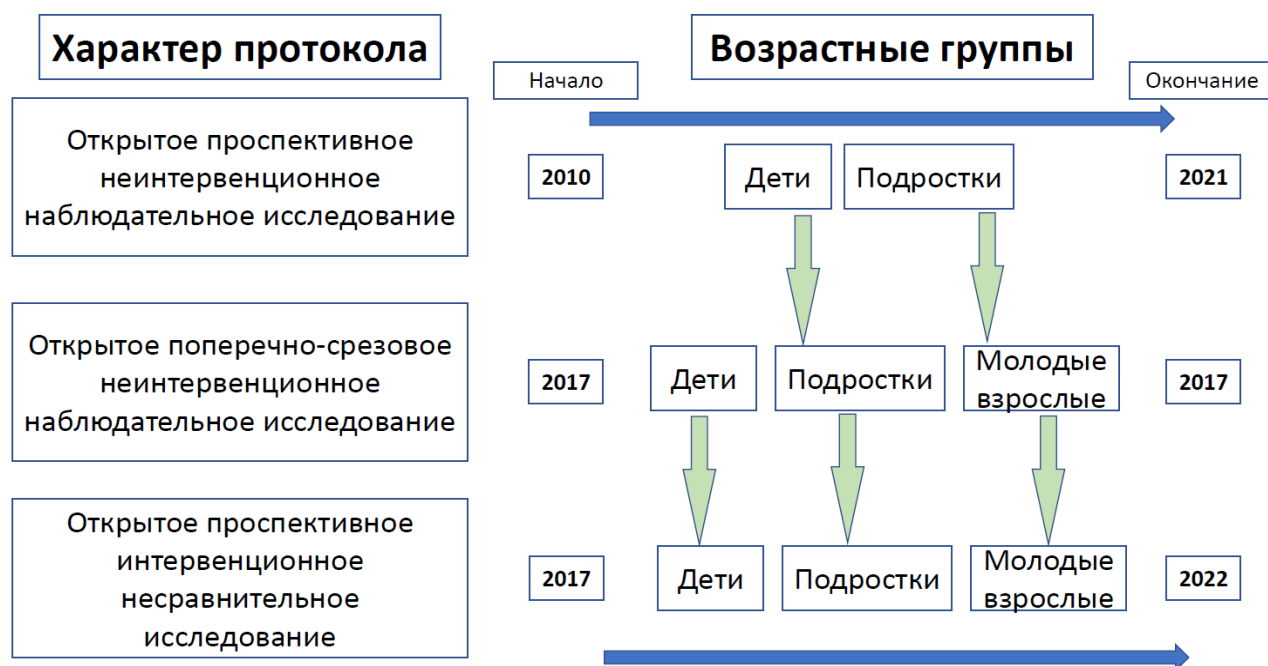 Характер протокола
Возрастные группы
Начало
Окончание
Открытое проспективное
неинтервенционное
наблюдательное исследование
2010
Дети
Подростки
2021
Открытое поперечно-срезовое
неинтервенционное
наблюдательное исследование
2017
Дети
Подростки
Молодые
взрослые
2017
Открытое проспективное
интервенционное
несравнительное
исследование
2017
Дети
Подростки
Молодые
взрослые
2022